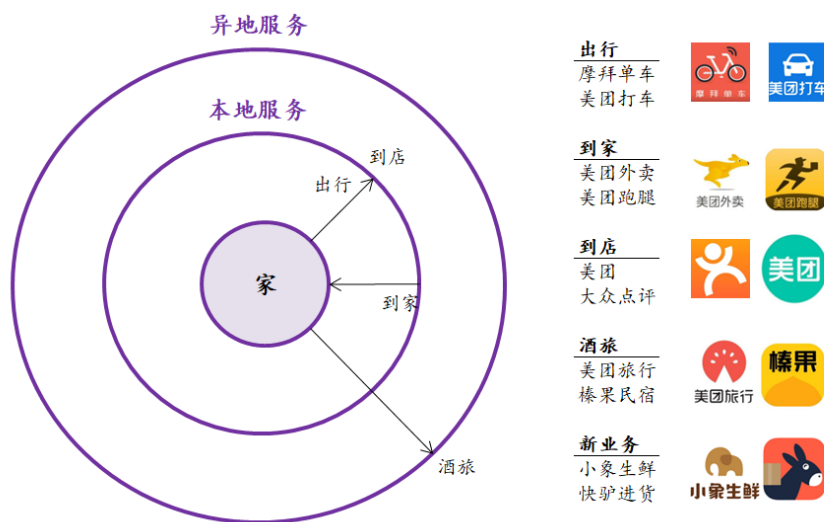 异地服务
本地服务
到店
出行
家
到家
酒旅
出行
摩拜单车
美团打车
摩拜单车
美团打车
到家
美团外卖
美团跑腿
美团外卖
美团跑腿
到店
美团
大众点评
美团
酒旅
美团旅行
榛果民宿
美团旅行
榛果
新业务
小象生鲜
快驴进货
小象生鲜